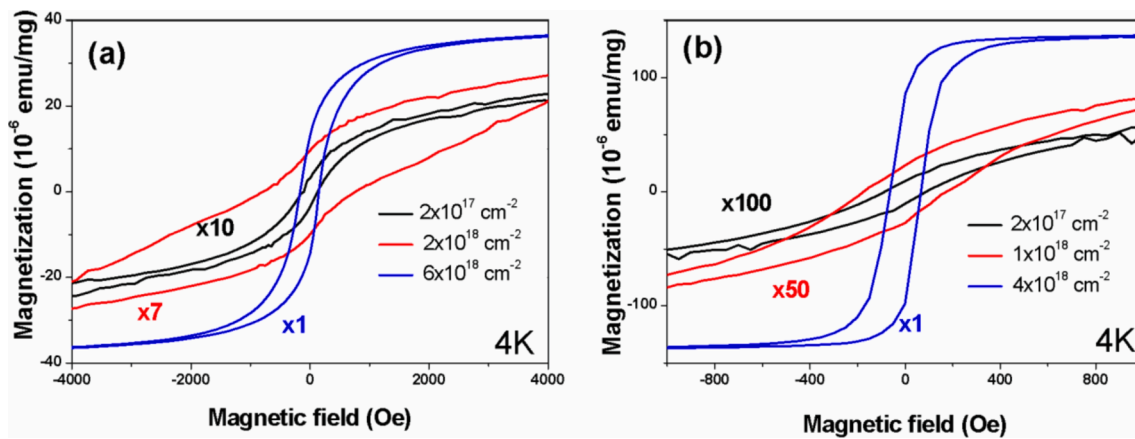 (a)
Magnetization (10⁻⁶ emu/mg)
40
20
0
-20
-40
x10
x7
x1
2x10¹⁷ cm⁻²
2x10¹⁸ cm⁻²
6x10¹⁸ cm⁻²
4K
-4000 -2000 0 2000 4000
Magnetic field (Oe)
(b)
Magnetization (10⁻⁶ emu/mg)
100
0
-100
x100
x50
x1
2x10¹⁷ cm⁻²
1x10¹⁸ cm⁻²
4x10¹⁸ cm⁻²
4K
-800 -400 0 400 800
Magnetic field (Oe)